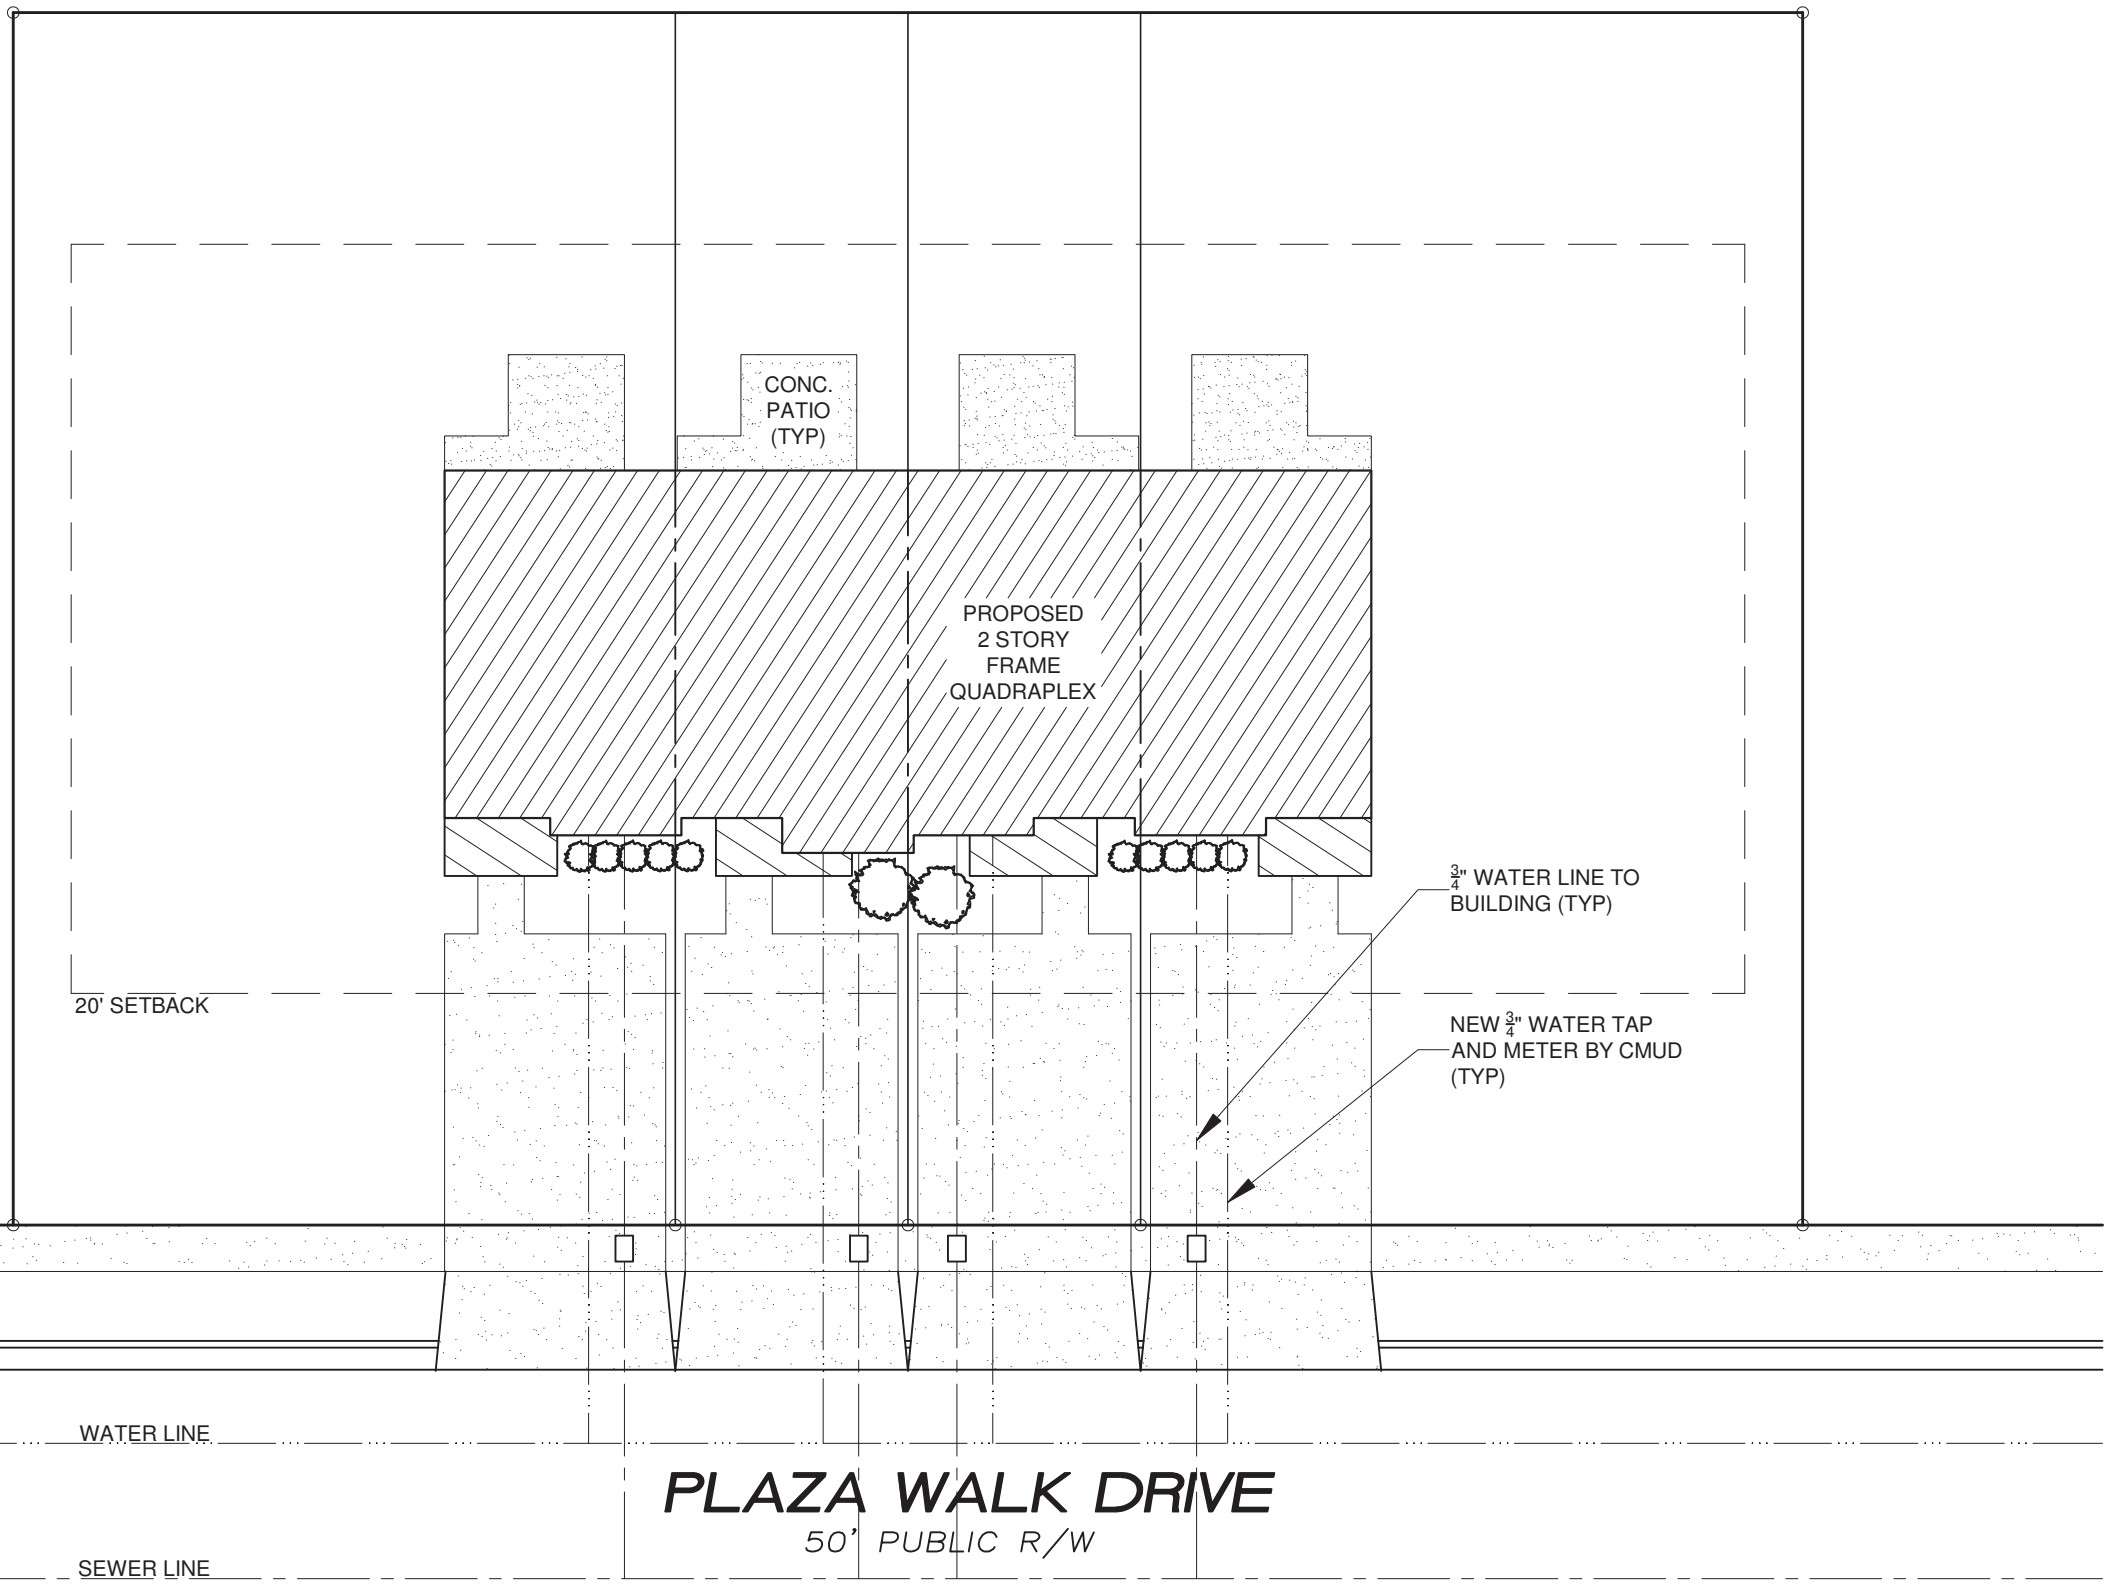 CONC.
PATIO
(TYP)
PROPOSED
2 STORY
FRAME
QUADRAPLEX
3/4" WATER LINE TO
BUILDING (TYP)
20' SETBACK
NEW 3/4" WATER TAP
AND METER BY CMUD
(TYP)
WATER LINE
PLAZA WALK DRIVE
50' PUBLIC R/W
SEWER LINE